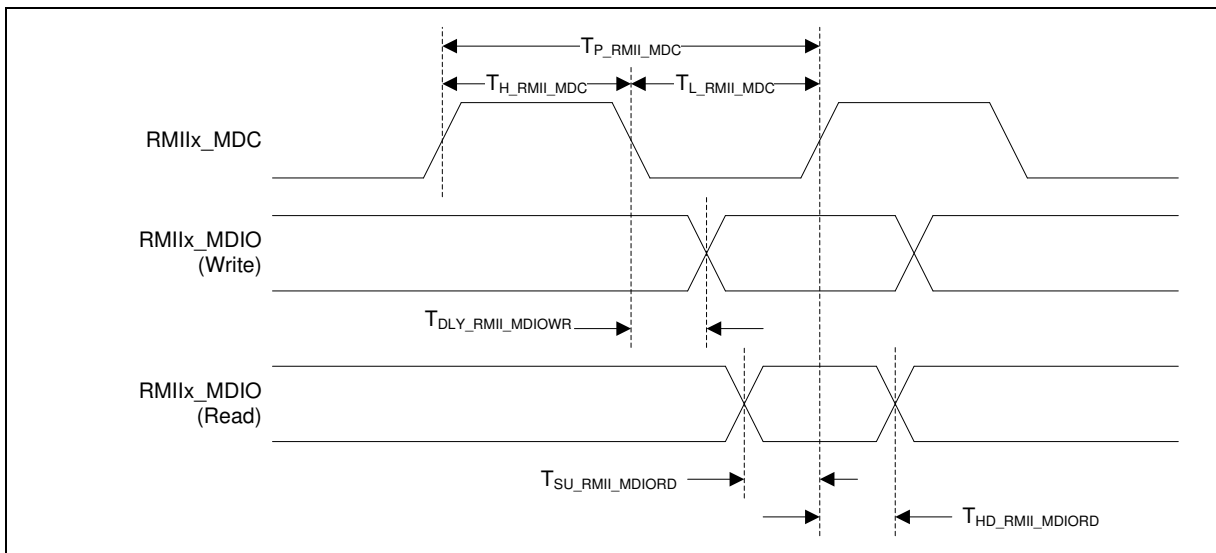 T_P_RMII_MDC
T_H_RMII_MDC T_L_RMII_MDC
RMIIx_MDC
RMIIx_MDIO
(Write)
T_DLY_RMII_MDIOWR
RMIIx_MDIO
(Read)
T_SU_RMII_MDIORD
T_HD_RMII_MDIORD